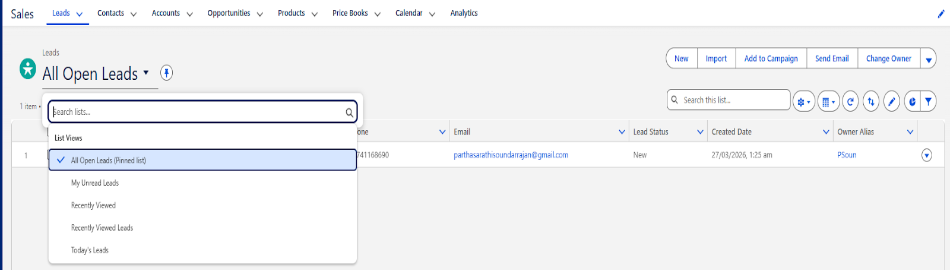 Sales Leads Contacts Accounts Opportunities Products Price Books Calendar Analytics
Leads
All Open Leads
New Import Add to Campaign Send Email Change Owner
1 item •
Search this list...
Search lists...
List Views
All Open Leads (Pinned list)
My Unread Leads
Recently Viewed
Recently Viewed Leads
Today's Leads
Email Lead Status Created Date Owner Alias
1 741168690 parthasarathisoundarrajan@gmail.com New 27/03/2026, 1:25 am PSoun